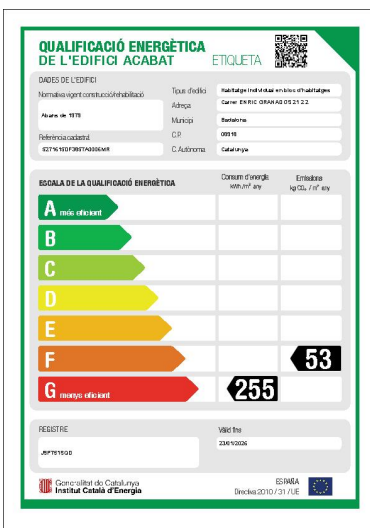 QUALIFICACIÓ ENERGÈTICA
DE L'EDIFICI ACABAT
ETIQUETA
DADES DE L'EDIFICI
Normativa vigent construcció/rehabilitació
Abans de 1979
Referència cadastral
Tipus d'edifici
Habitatge individual en bloc d'habitatges
Adreça
Carrer ENRIC GRANADOS 21 2 2
Municipi
Badalona
C.P.
C. Autònoma
Catalunya
ESCALA DE LA QUALIFICACIÓ ENERGÈTICA
Consum d'energia
kWh/m² any
Emissions
kg CO₂ / m² any
A més eficient
B
C
D
E
F
53
G menys eficient
255
REGISTRE
Vàlid fins
23/01/2026
Generalitat de Catalunya
Institut Català d'Energia
ESPAÑA
Directiva 2010 / 31 / UE